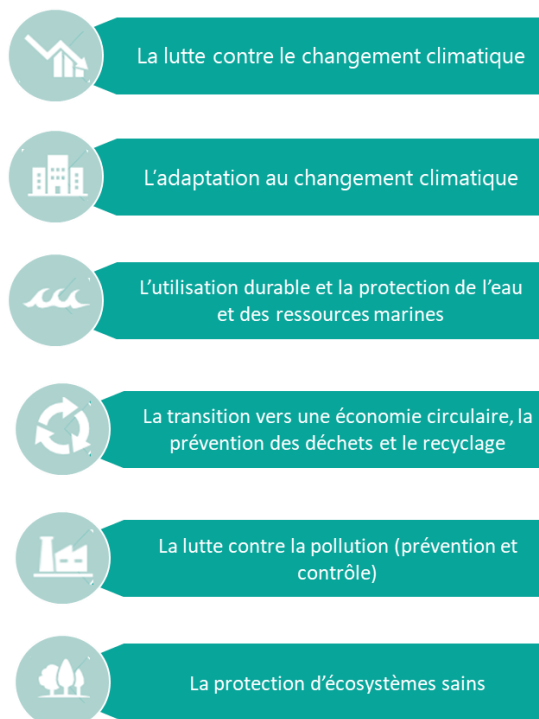 La lutte contre le changement climatique
L’adaptation au changement climatique
L’utilisation durable et la protection de l’eau
et des ressources marines
La transition vers une économie circulaire, la
prévention des déchets et le recyclage
La lutte contre la pollution (prévention et
contrôle)
La protection d’écosystèmes sains